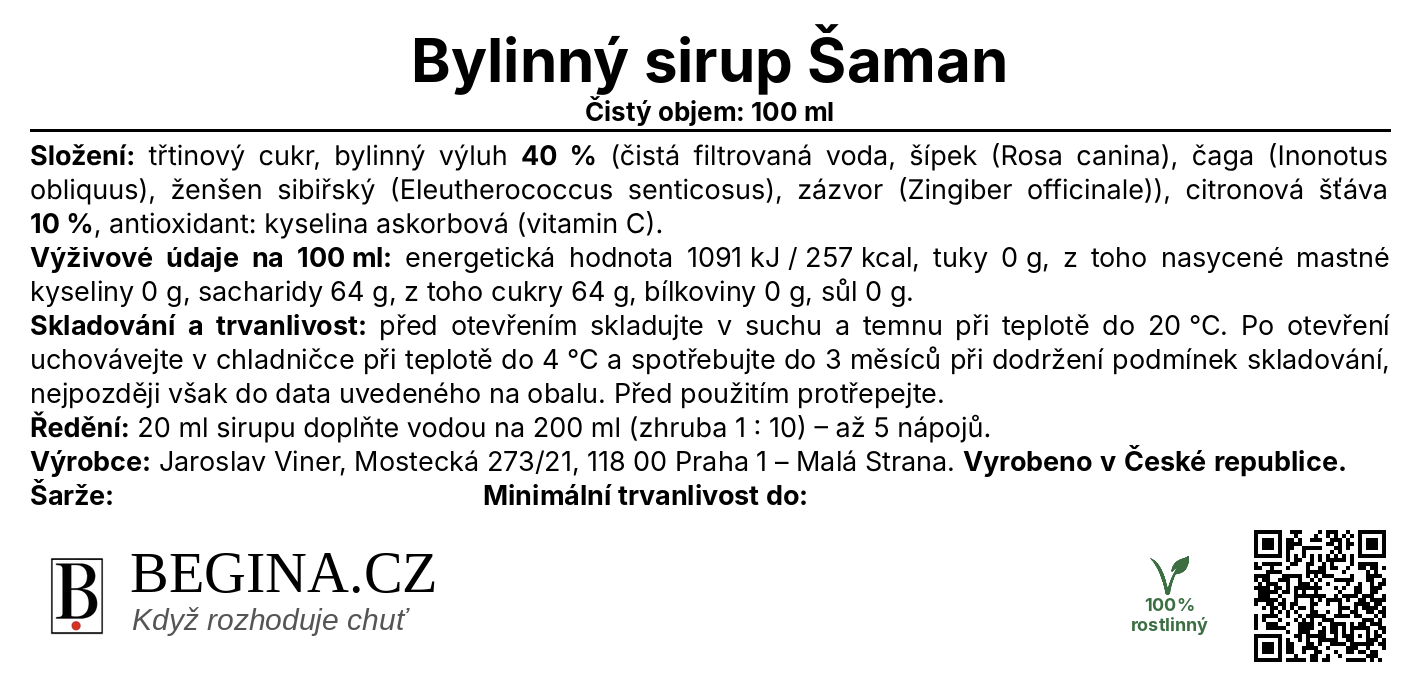 Bylinný sirup Šaman
Čistý objem: 100 ml
Složení: třtinový cukr, bylinný výluh 40 % (čistá filtrovaná voda, šípek (Rosa canina), čaga (Inonotus
obliquus), ženšen sibiřský (Eleutherococcus senticosus), zázvor (Zingiber officinale)), citronová šťáva
10 %, antioxidant: kyselina askorbová (vitamin C).
Výživové údaje na 100 ml: energetická hodnota 1091 kJ / 257 kcal, tuky 0 g, z toho nasycené mastné
kyseliny 0 g, sacharidy 64 g, z toho cukry 64 g, bílkoviny 0 g, sůl 0 g.
Skladování a trvanlivost: před otevřením skladujte v suchu a temnu při teplotě do 20 °C. Po otevření
uchovávejte v chladničce při teplotě do 4 °C a spotřebujte do 3 měsíců při dodržení podmínek skladování,
nejpozději však do data uvedeného na obalu. Před použitím protřepejte.
Ředění: 20 ml sirupu doplňte vodou na 200 ml (zhruba 1 : 10) – až 5 nápojů.
Výrobce: Jaroslav Viner, Mostecká 273/21, 118 00 Praha 1 – Malá Strana. Vyrobeno v České republice.
Šarže: Minimální trvanlivost do:
B BEGINA.CZ
Když rozhoduje chuť
100%
rostlinný